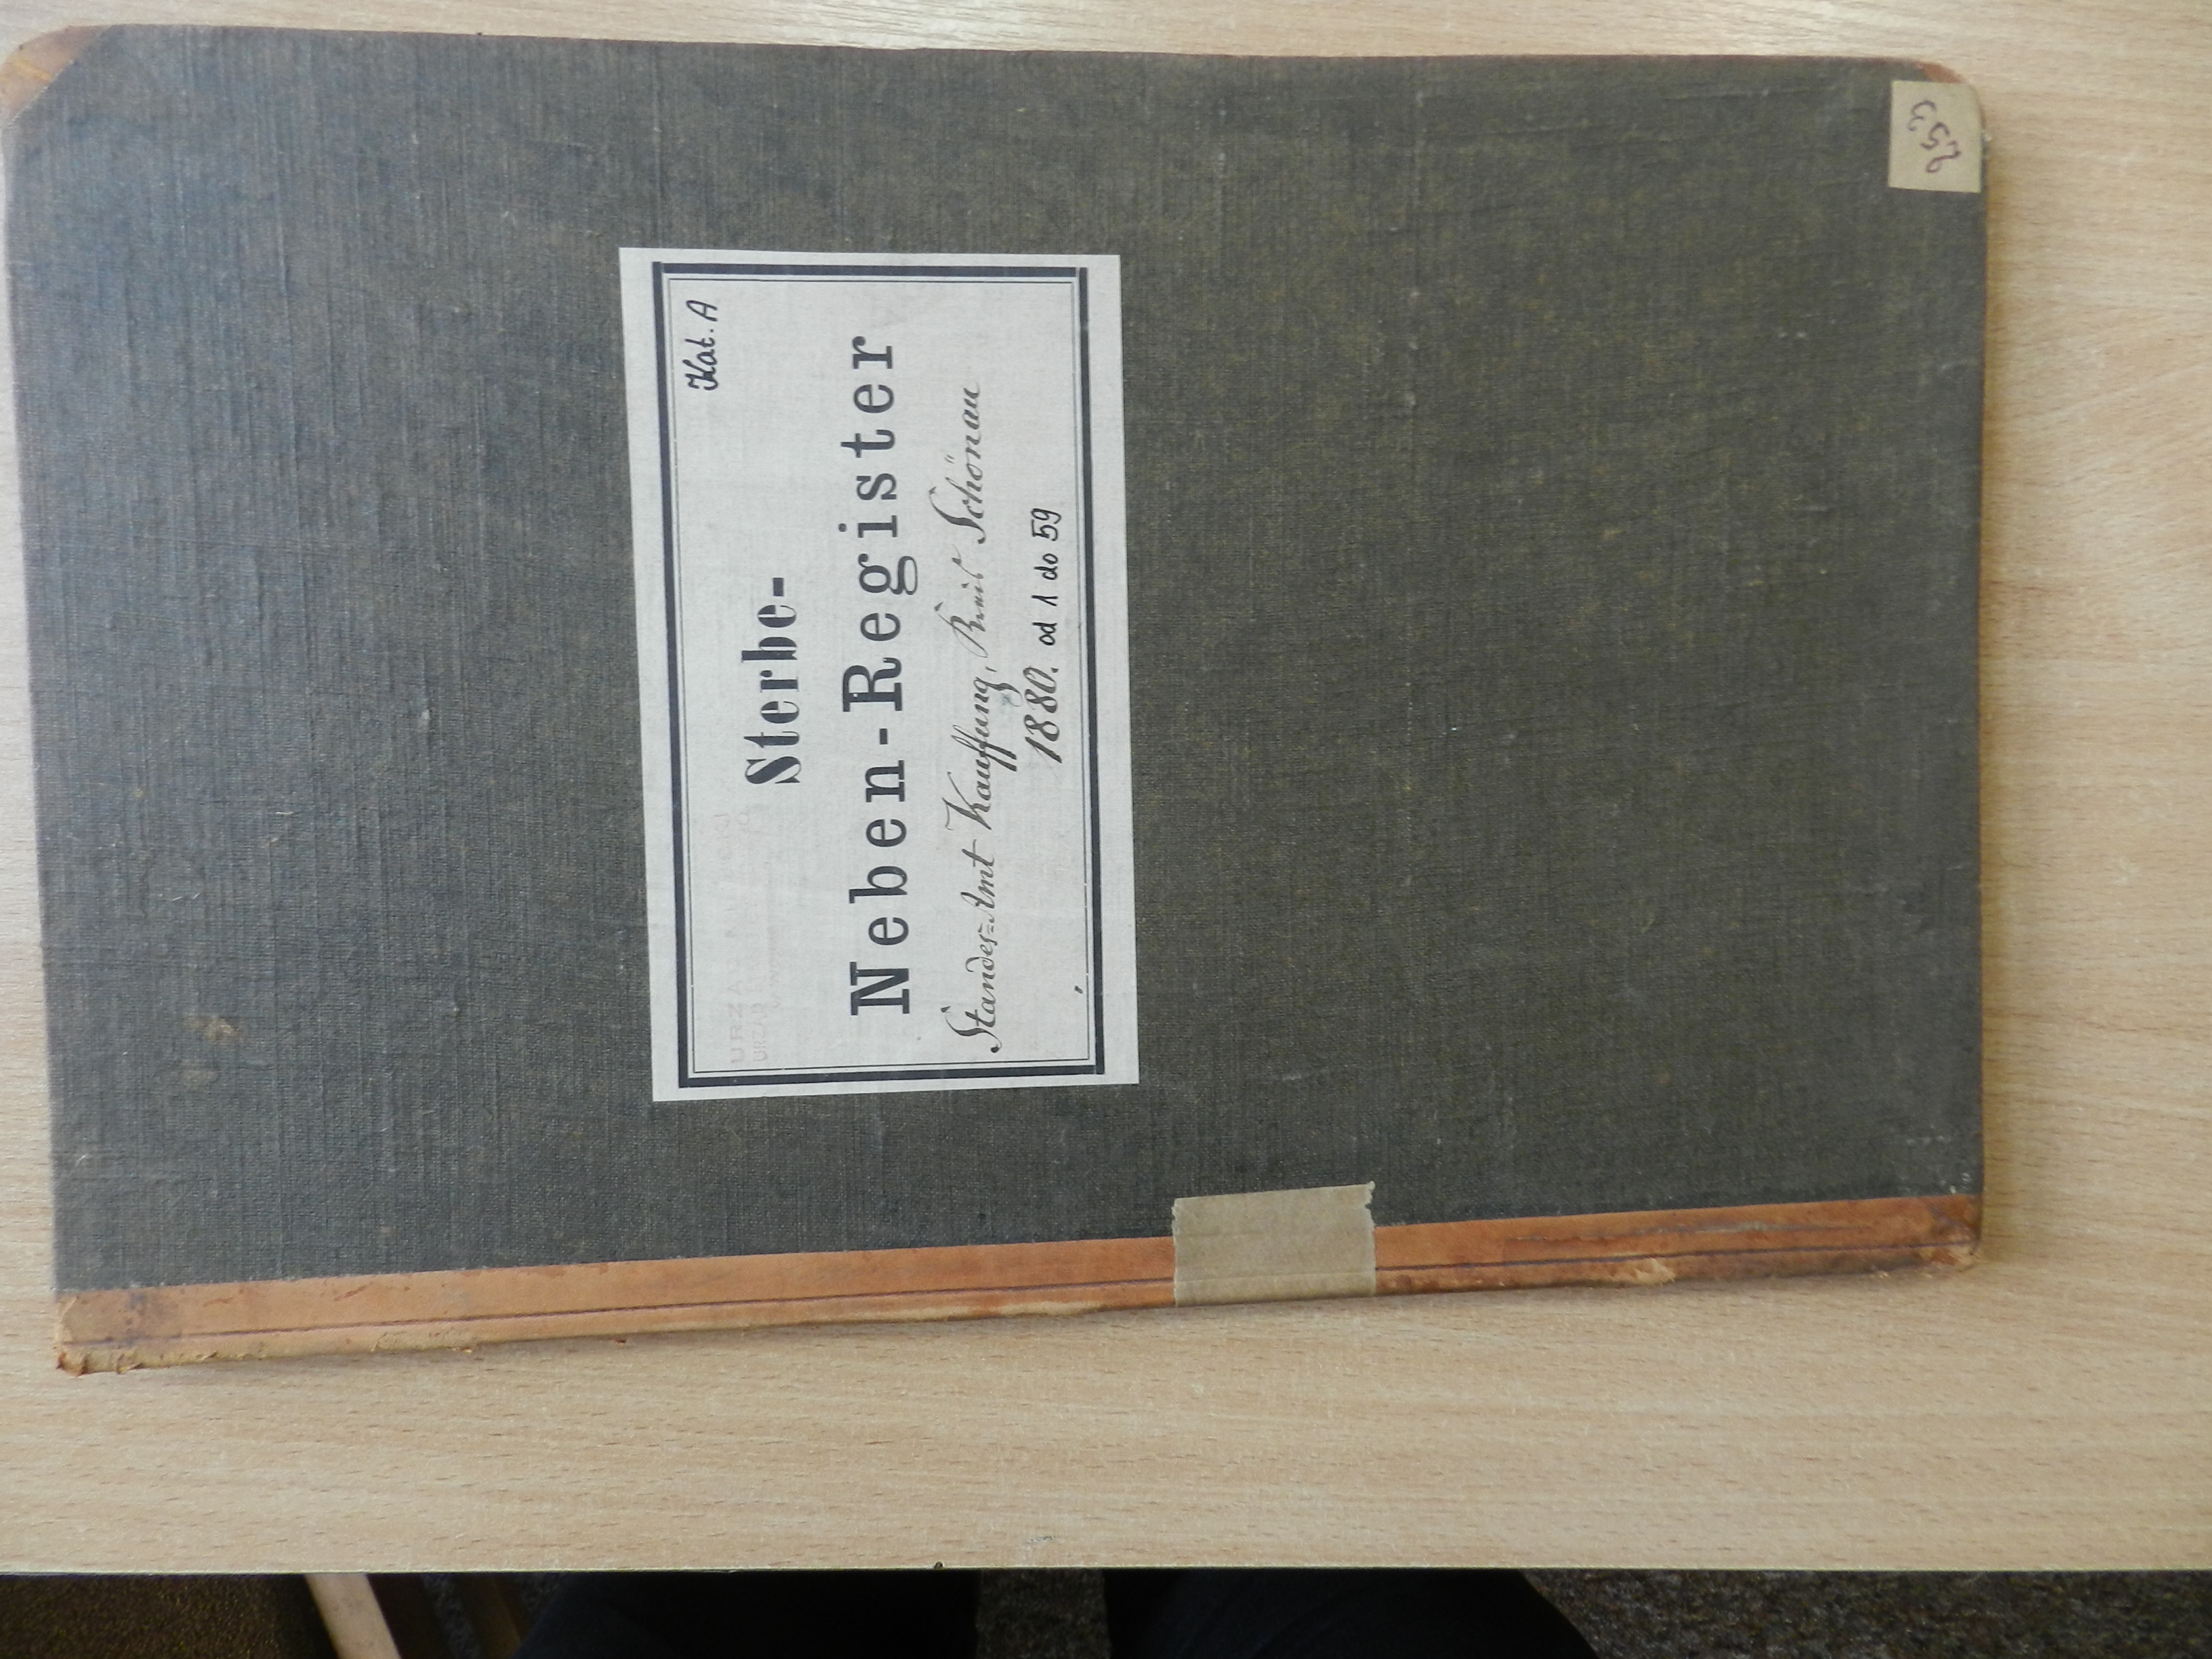 Kat. A
Sterbe-
Neben-Register
Standes-Amt Kauffung, Kreis Schönau
1880. od 1 do 59
253